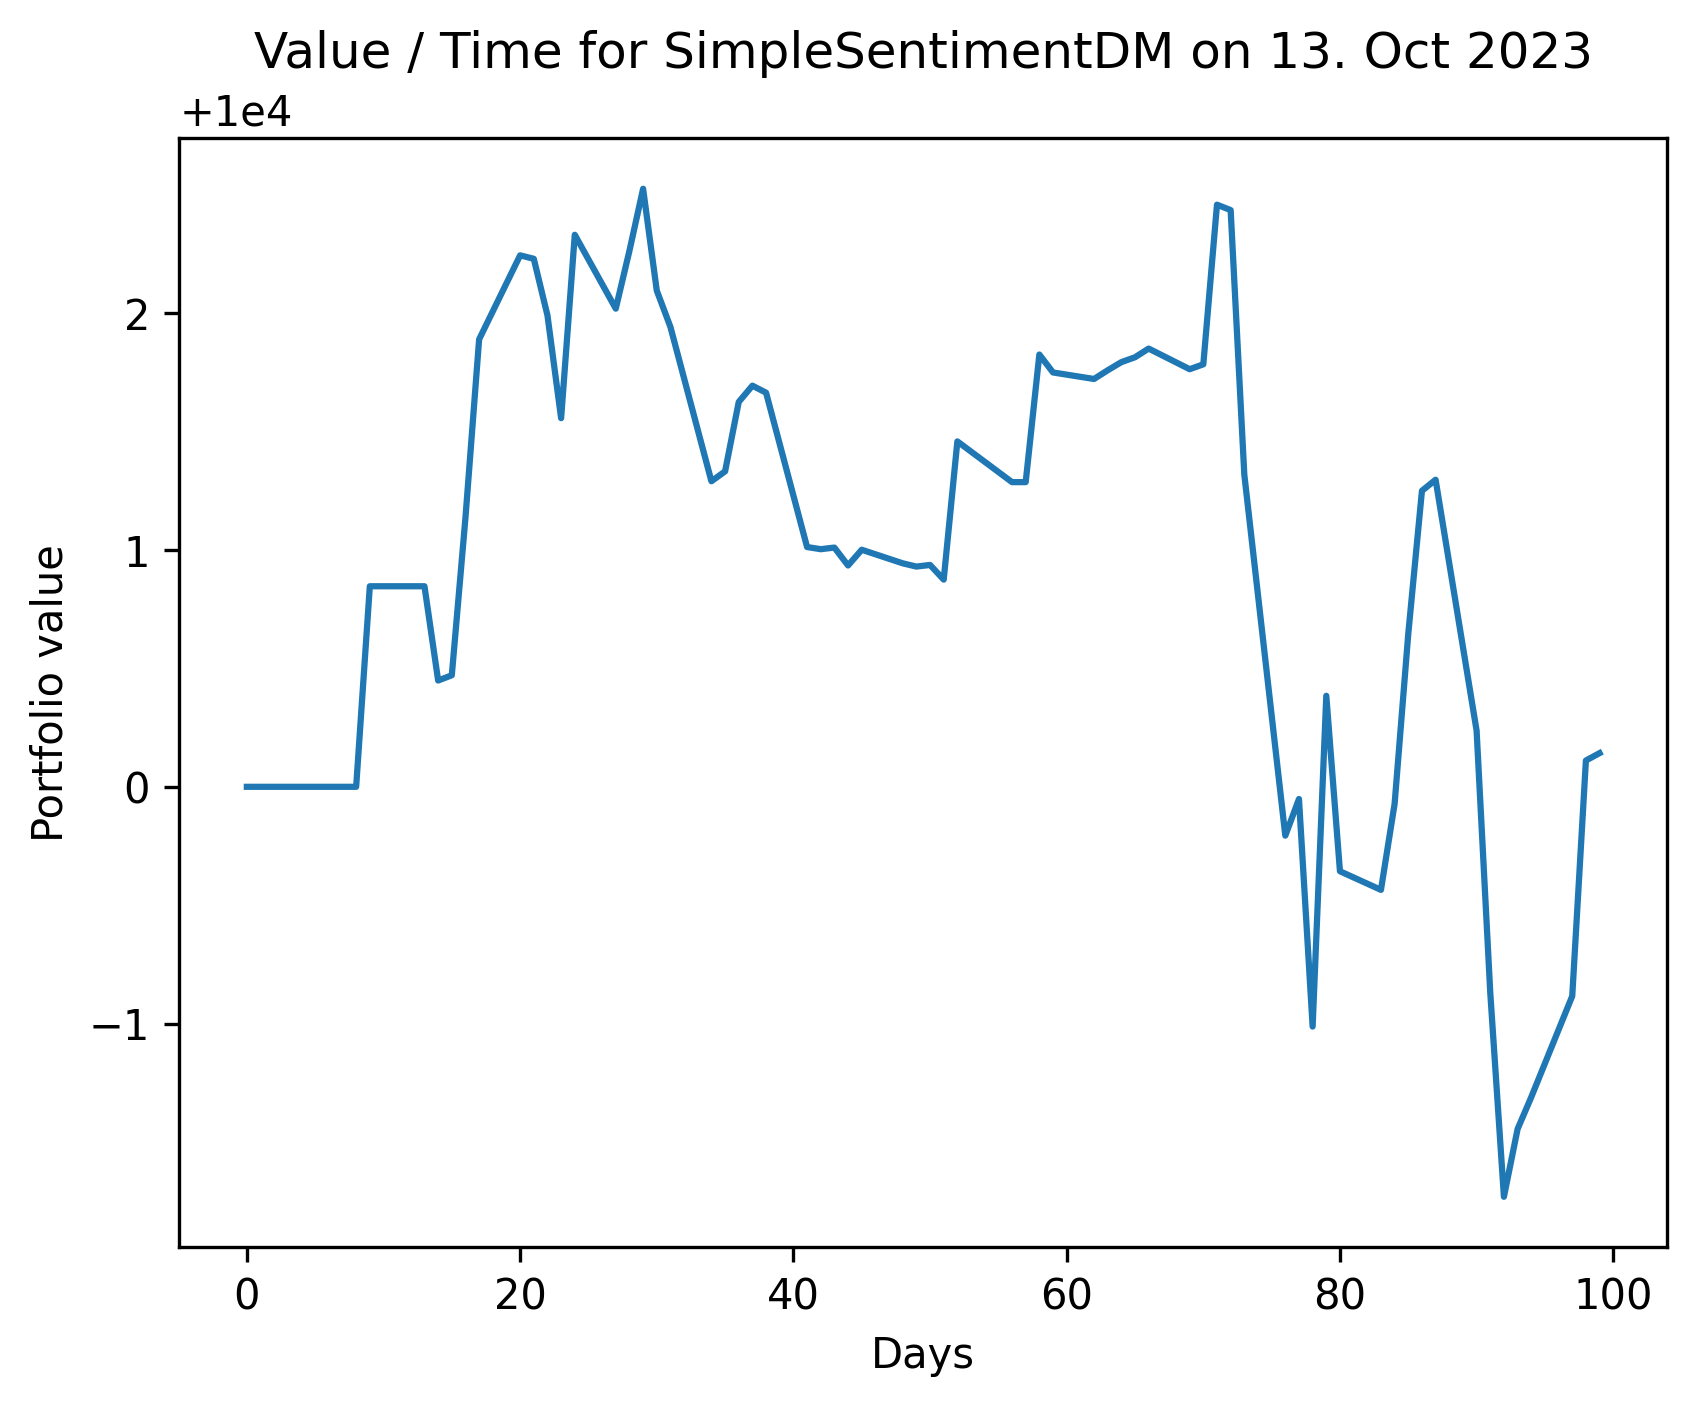 Value / Time for SimpleSentimentDM on 13. Oct 2023
+1e4
2
1
0
−1
Portfolio value
0 20 40 60 80 100
Days